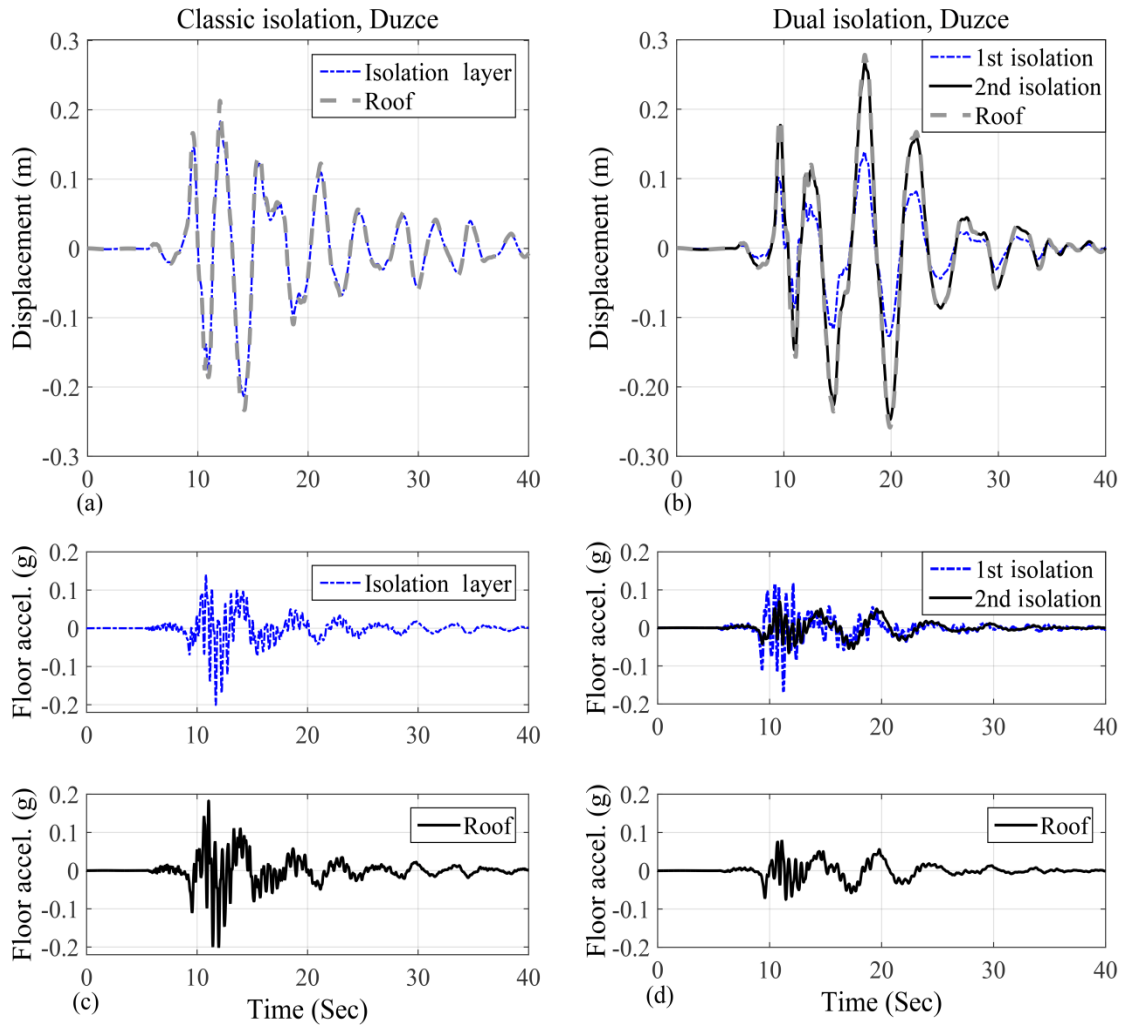 Classic isolation, Duzce
Displacement (m)
0.3
0.2
0.1
0
-0.1
-0.2
-0.3
0 10 20 30 40
Isolation layer
Roof
(a)
Dual isolation, Duzce
Displacement (m)
0.30
0.2
0.1
0
-0.1
-0.20
-0.30
0 10 20 30 40
1st isolation
2nd isolation
Roof
(b)
Floor accel. (g)
0.2
0.1
0
-0.1
-0.2
0 10 20 30 40
Isolation layer
Floor accel. (g)
0.2
0.1
0
-0.1
-0.2
0 10 20 30 40
1st isolation
2nd isolation
Floor accel. (g)
0.2
0.1
0
-0.1
-0.2
0 10 20 30 40
Roof
(c)
Time (Sec)
Floor accel. (g)
0.2
0.1
0
-0.1
-0.2
0 10 20 30 40
Roof
(d)
Time (Sec)